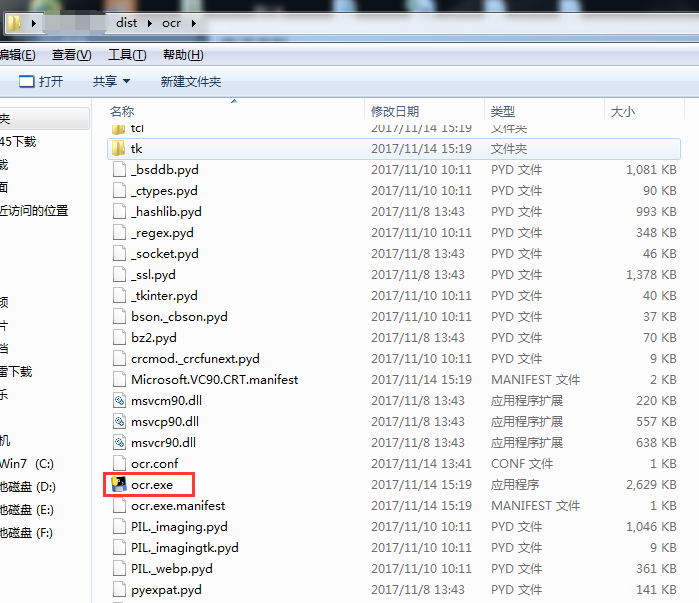 dist ocr
编辑(E) 查看(V) 工具(T) 帮助(H)
打开 共享 新建文件夹
名称 修改日期 类型 大小
夹
tcl 2017/11/14 15:19 文件夹
45下载
tk 2017/11/14 15:19 文件夹
载
_bsddb.pyd 2017/11/10 10:11 PYD 文件 1,081 KB
面
_ctypes.pyd 2017/11/10 10:11 PYD 文件 90 KB
近访问的位置
_hashlib.pyd 2017/11/8 13:43 PYD 文件 993 KB
_regex.pyd 2017/11/10 10:11 PYD 文件 348 KB
_socket.pyd 2017/11/8 13:43 PYD 文件 46 KB
_ssl.pyd 2017/11/8 13:43 PYD 文件 1,378 KB
_tkinter.pyd 2017/11/10 10:11 PYD 文件 40 KB
频
bson._cbson.pyd 2017/11/10 10:11 PYD 文件 37 KB
片
bz2.pyd 2017/11/8 13:43 PYD 文件 70 KB
档
crcmod._crcfunext.pyd 2017/11/10 10:11 PYD 文件 9 KB
雷下载
Microsoft.VC90.CRT.manifest 2017/11/14 15:19 MANIFEST 文件 2 KB
乐
msvcm90.dll 2017/11/8 13:43 应用程序扩展 220 KB
msvcp90.dll 2017/11/8 13:43 应用程序扩展 557 KB
机
msvcr90.dll 2017/11/8 13:43 应用程序扩展 638 KB
Win7 (C:)
ocr.conf 2017/11/14 13:41 CONF 文件 1 KB
地磁盘 (D:)
ocr.exe 2017/11/14 15:19 应用程序 2,629 KB
地磁盘 (E:)
ocr.exe.manifest 2017/11/14 15:19 MANIFEST 文件 1 KB
地磁盘 (F:)
PIL._imaging.pyd 2017/11/10 10:11 PYD 文件 1,046 KB
PIL._imagingtk.pyd 2017/11/10 10:11 PYD 文件 9 KB
PIL._webp.pyd 2017/11/10 10:11 PYD 文件 361 KB
pyexpat.pyd 2017/11/8 13:43 PYD 文件 141 KB